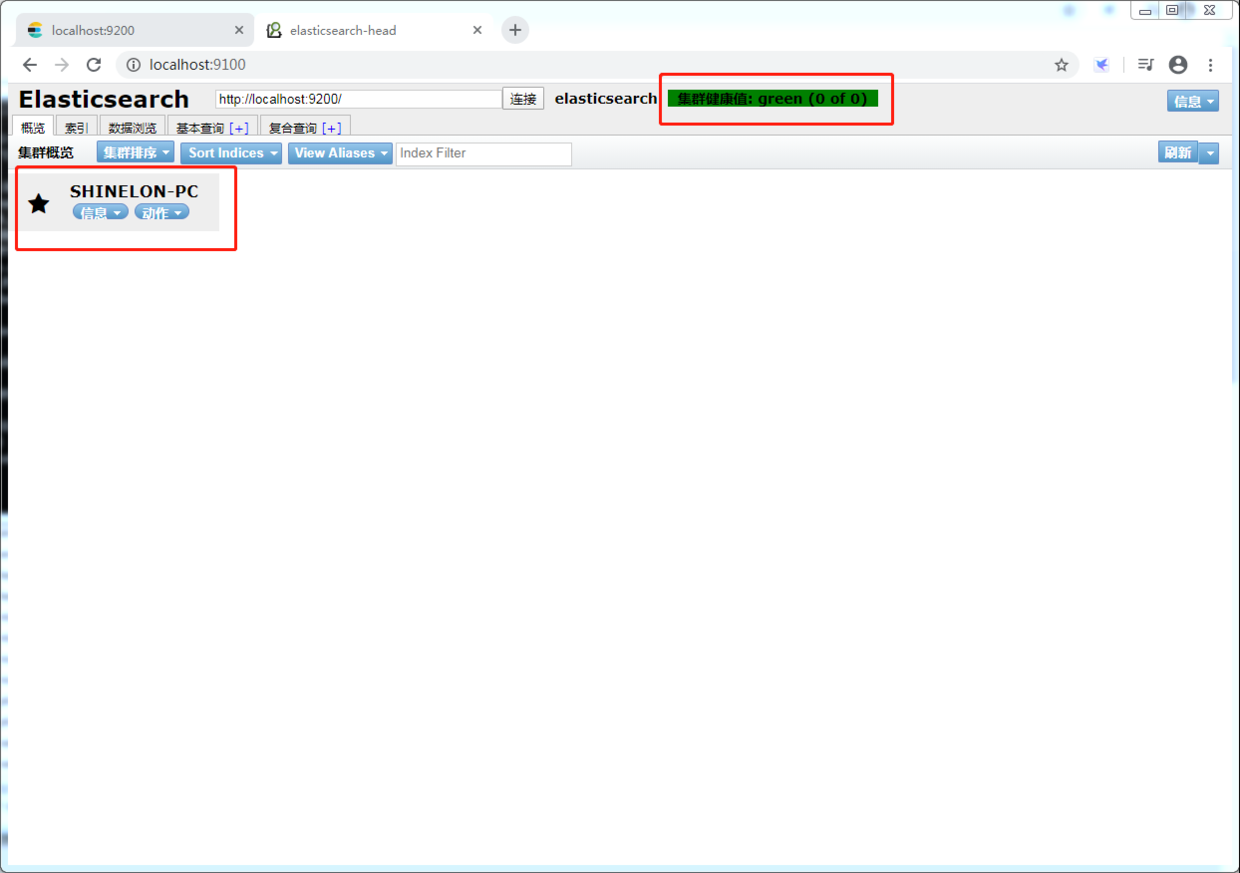 localhost:9200
elasticsearch-head
localhost:9100
Elasticsearch http://localhost:9200/ 连接 elasticsearch 集群健康值: green (0 of 0) 信息
概览 索引 数据浏览 基本查询 [+] 复合查询 [+]
集群概览 集群排序 Sort Indices View Aliases Index Filter 刷新
SHINELON-PC
信息 动作